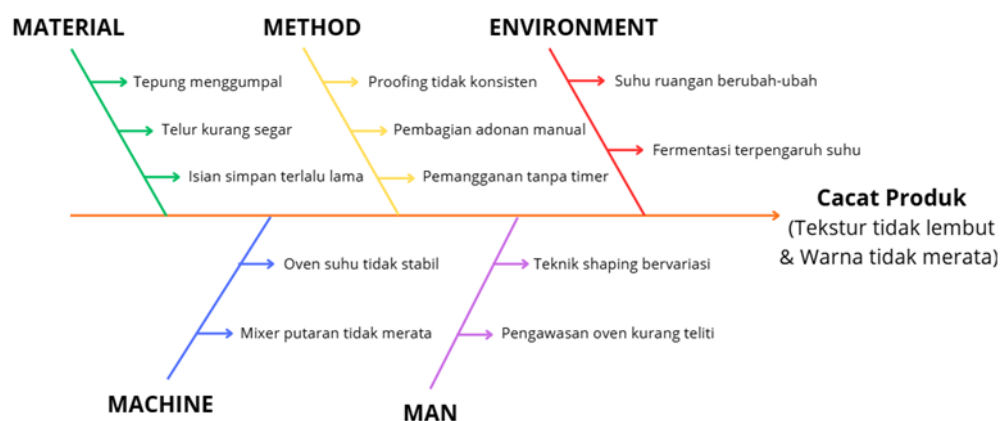 MATERIAL
Tepung menggumpal
Telur kurang segar
Isian simpan terlalu lama
METHOD
Proofing tidak konsisten
Pembagian adonan manual
Pemangganan tanpa timer
ENVIRONMENT
Suhu ruangan berubah-ubah
Fermentasi terpengaruh suhu
Cacat Produk
(Tekstur tidak lembut
& Warna tidak merata)
Oven suhu tidak stabil
Mixer putaran tidak merata
MACHINE
Teknik shaping bervariasi
Pengawasan oven kurang teliti
MAN